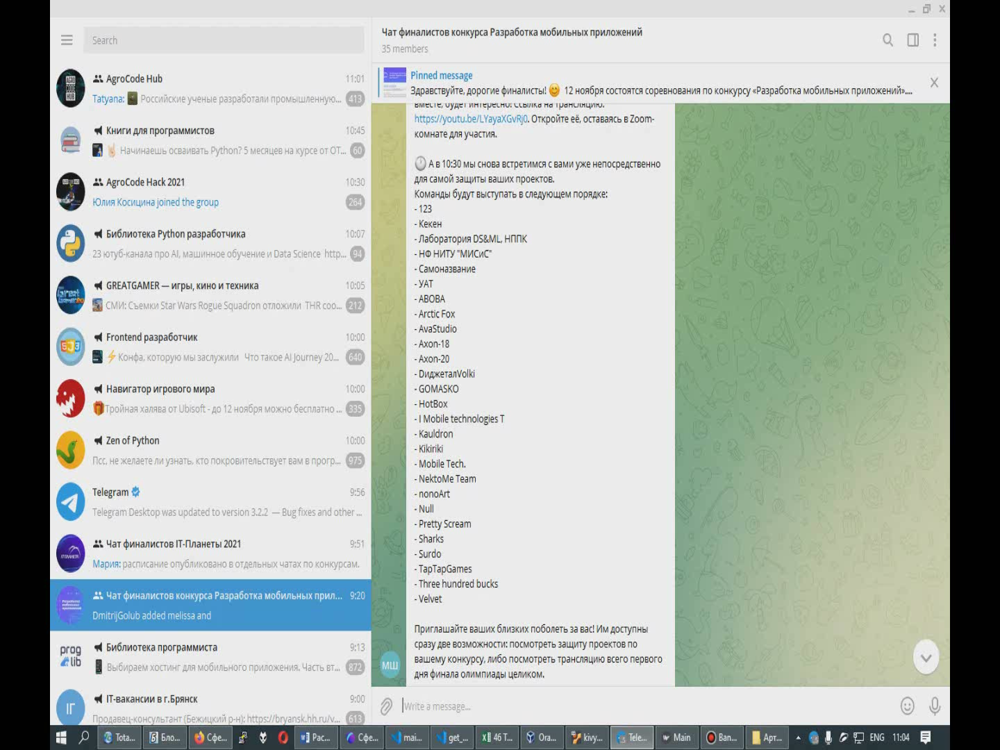 Search
AgroCode Hub 11:01
Tatyana: Российские ученые разработали промышленную... 413
Книги для программистов 10:45
Начинаешь осваивать Python? 5 месяцев на курсе от ОТ... 60
AgroCode Hack 2021 10:30
Юлия Косицина joined the group 264
Библиотека Python разработчика 10:07
23 ютуб-канала про AI, машинное обучение и Data Science http... 94
GREATGAMER — игры, кино и техника 10:05
СМИ: Съемки Star Wars Rogue Squadron отложили THR соо... 212
Frontend разработчик 10:00
Конфа, которую мы заслужили Что такое AI Journey 20... 640
Навигатор игрового мира 10:00
Тройная халява от Ubisoft - до 12 ноября можно бесплатно ... 335
Zen of Python 10:00
Псс, не желаете ли узнать, кто покровительствует вам в прогр... 975
Telegram 9:56
Telegram Desktop was updated to version 3.2.2 — Bug fixes and other ...
Чат финалистов IT-Планеты 2021 9:51
Мария: расписание опубликовано в отдельных чатах по конкурсам.
Чат финалистов конкурса Разработка мобильных прил... 9:20
DmitrijGolub added melissa and
prog lib
Библиотека программиста 9:13
Выбираем хостинг для мобильного приложения. Часть вт... 872
ІГ
IT-вакансии в г.Брянск 9:00
Продавец-консультант (Бежицкий р-н): https://bryansk.hh.ru/v... 613
Чат финалистов конкурса Разработка мобильных приложений
35 members
Pinned message
Здравствуйте, дорогие финалисты! 12 ноября состоятся соревнования по конкурсу «Разработка мобильных приложений»....
вместе, будет интересно! Ссылка на трансляцию:
https://youtu.be/LYayaXGvRj0. Откройте её, оставаясь в Zoom-
комнате для участия.
А в 10:30 мы снова встретимся с вами уже непосредственно
для самой защиты ваших проектов.
Команды будут выступать в следующем порядке:
- 123
- Кекен
- Лаборатория DS&ML, НППК
- НФ НИТУ "МИСиС"
- Самоназвание
- УАТ
- ABOBA
- Arctic Fox
- AvaStudio
- Axon-18
- Axon-20
- DиджеталVolki
- GOMASKO
- HotBox
- I Mobile technologies T
- Kauldron
- Kikiriki
- Mobile Tech.
- NektoMe Team
- nonoArt
- Null
- Pretty Scream
- Sharks
- Surdo
- TapTapGames
- Three hundred bucks
- Velvet
Приглашайте ваших близких поболеть за вас! Им доступны
сразу две возможности: посмотреть защиту проектов по
вашему конкурсу, либо посмотреть трансляцию всего первого
дня финала олимпиады целиком.
МШ
Write a message...
Tota... Бло... Сфе... Рас... Сфе... mai... get_... 46 T... Ora... kivy... Tele... Main Ban... Арт... ENG 11:04